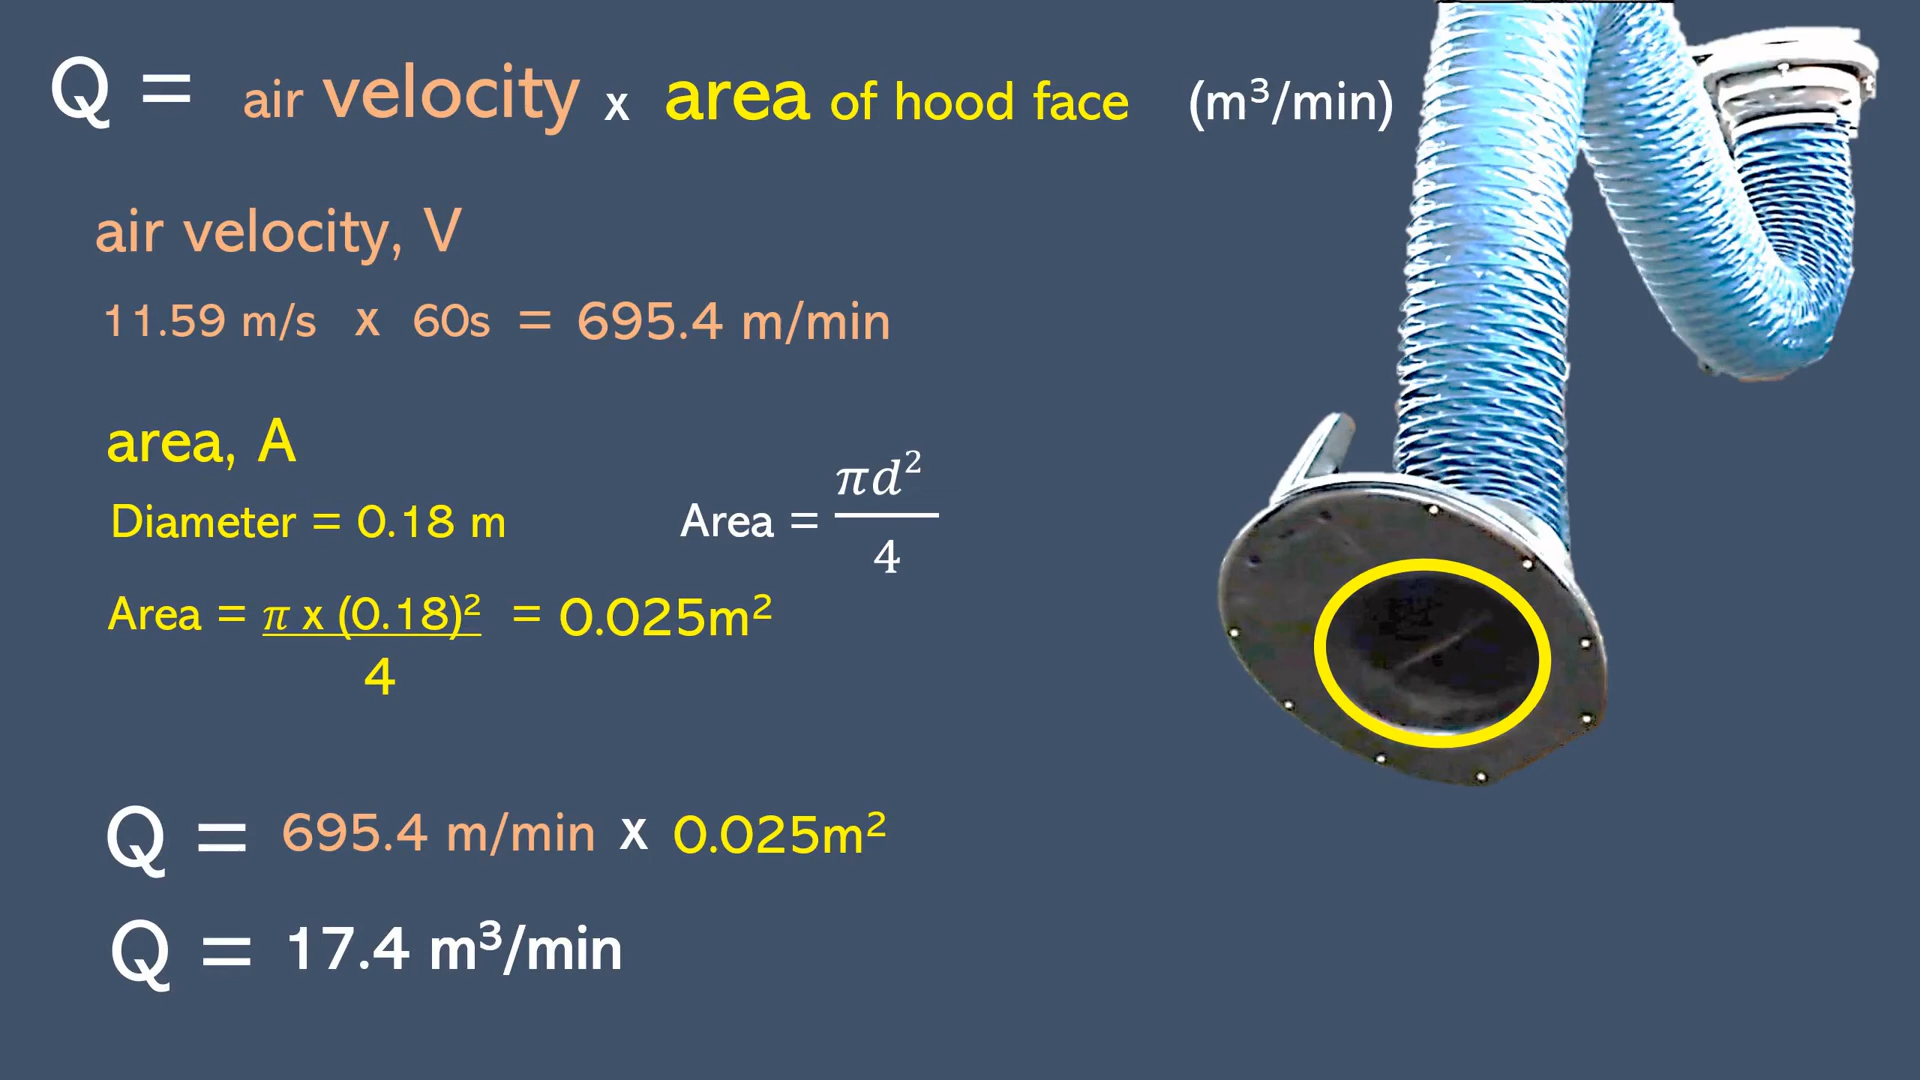 Q = air velocity x area of hood face (m³/min)
air velocity, V
11.59 m/s x 60s = 695.4 m/min
area, A
Diameter = 0.18 m
Area = πd²
4
Area = π x (0.18)² = 0.025m²
4
Q = 695.4 m/min x 0.025m²
Q = 17.4 m³/min